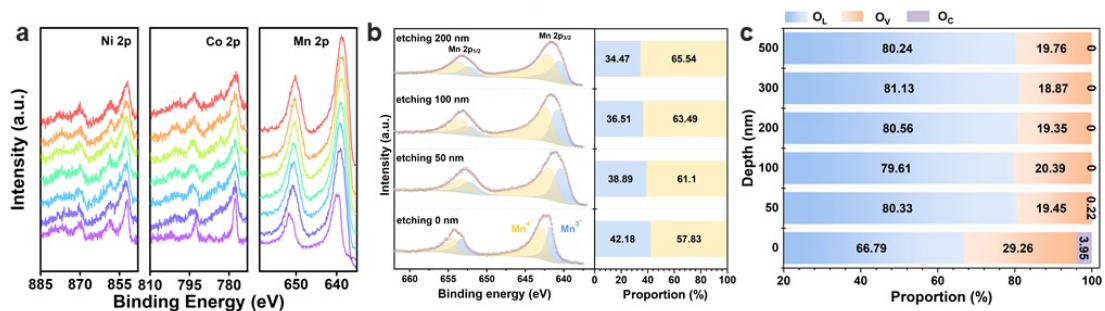 a
Ni 2p
Co 2p
Mn 2p
Intensity (a.u.)
885 870 855
810 795 780
650 640
Binding Energy (eV)
b
etching 200 nm
Mn 2p1/2
Mn 2p3/2
etching 100 nm
etching 50 nm
etching 0 nm
Mn4+
Mn3+
Intensity (a.u.)
660 655 650 645 640
Binding energy (eV)
34.47 65.54
36.51 63.49
38.89 61.1
42.18 57.83
0 20 40 60 80 100
Proportion (%)
c
OL OV OC
Depth (nm)
500 80.24 19.76 0
300 81.13 18.87 0
200 80.56 19.35 0
100 79.61 20.39 0
50 80.33 19.45 0.22
0 66.79 29.26 3.95
20 40 60 80 100
Proportion (%)